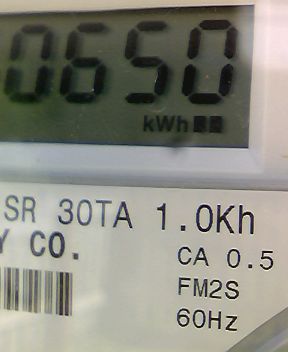 0650
kWh
SR 30TA 1.0Kh
Y CO.
CA 0.5
FM2S
60Hz